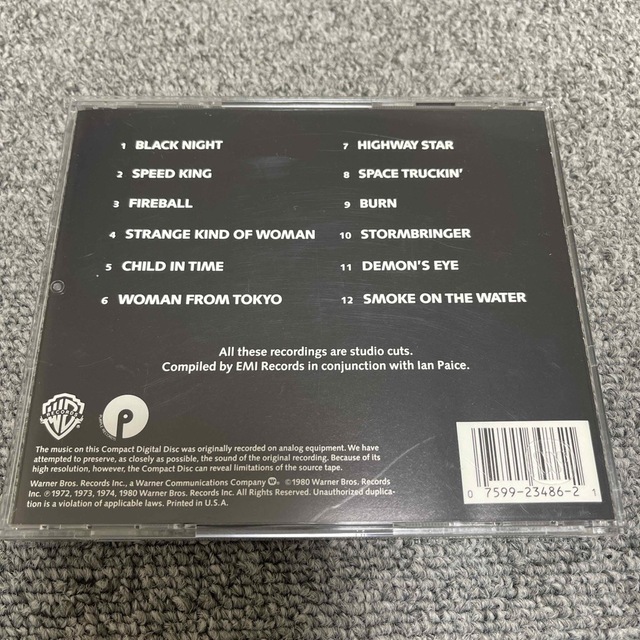 1 BLACK NIGHT
2 SPEED KING
3 FIREBALL
4 STRANGE KIND OF WOMAN
5 CHILD IN TIME
6 WOMAN FROM TOKYO
7 HIGHWAY STAR
8 SPACE TRUCKIN'
9 BURN
10 STORMBRINGER
11 DEMON'S EYE
12 SMOKE ON THE WATER
All these recordings are studio cuts.
Compiled by EMI Records in conjunction with Ian Paice.
The music on this Compact Digital Disc was originally recorded on analog equipment. We have
attempted to preserve, as closely as possible, the sound of the original recording. Because of its
high resolution, however, the Compact Disc can reveal limitations of the source tape.
Warner Bros. Records Inc., a Warner Communications Company ©1980 Warner Bros. Records
Inc. ℗1972, 1973, 1974, 1980 Warner Bros. Records Inc. All Rights Reserved. Unauthorized duplica-
tion is a violation of applicable laws. Printed in U.S.A.
0 7599-23486-2 1